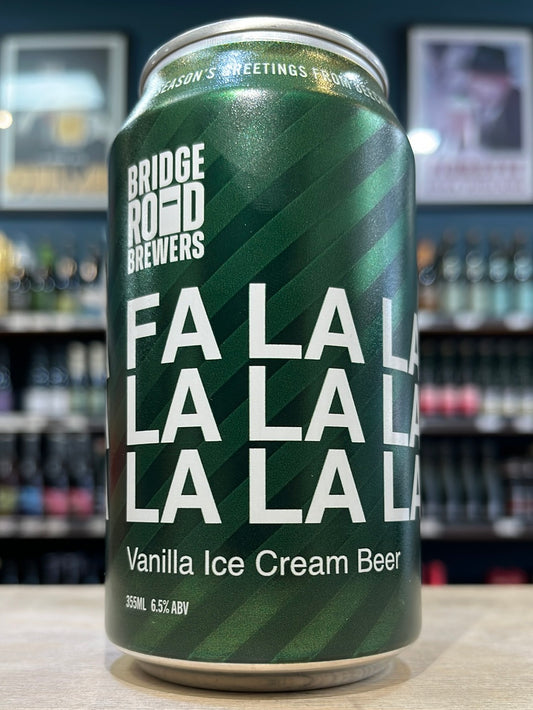 SEASON'S GREETINGS FROM
BRIDGE
ROAD
BREWERS
FA LA LA
LA LA LA
LA LA LA
Vanilla Ice Cream Beer
355ML 6.5% ABV